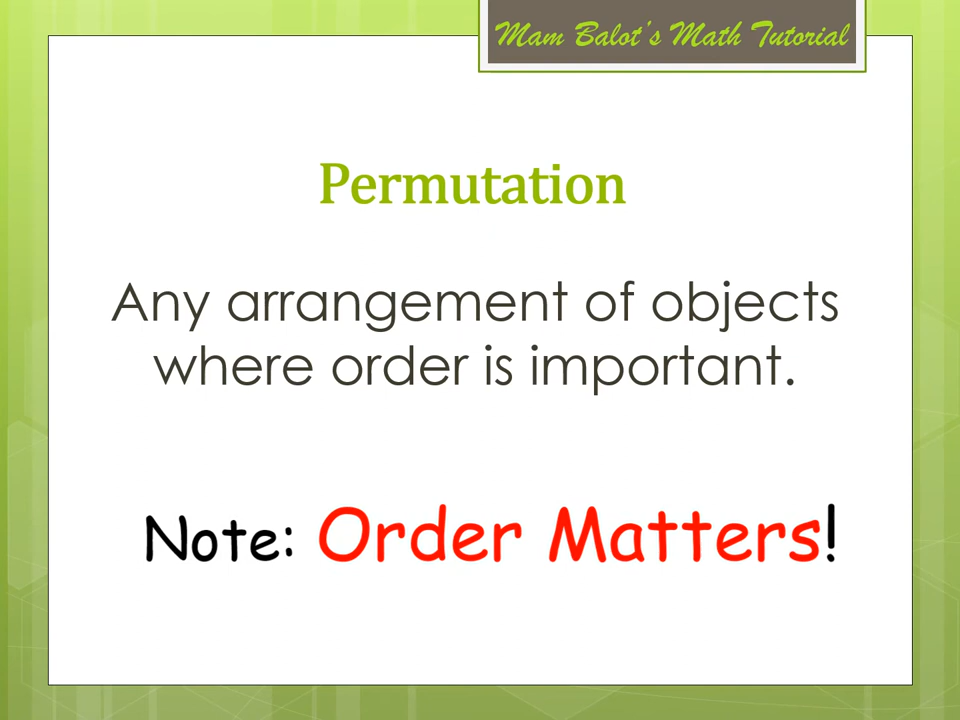 Mam Balot's Math Tutorial
Permutation
Any arrangement of objects
where order is important.
Note: Order Matters!